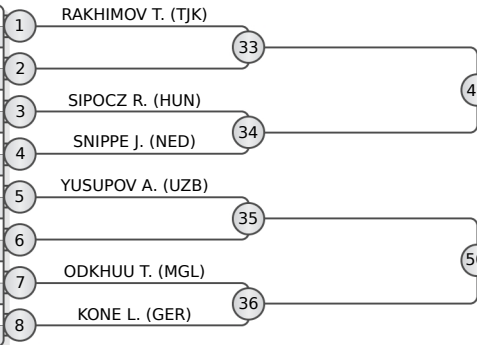 1
RAKHIMOV T. (TJK)
33
2
3
SIPOCZ R. (HUN)
34
4
SNIPPE J. (NED)
5
YUSUPOV A. (UZB)
35
6
7
ODKHUU T. (MGL)
36
8
KONE L. (GER)